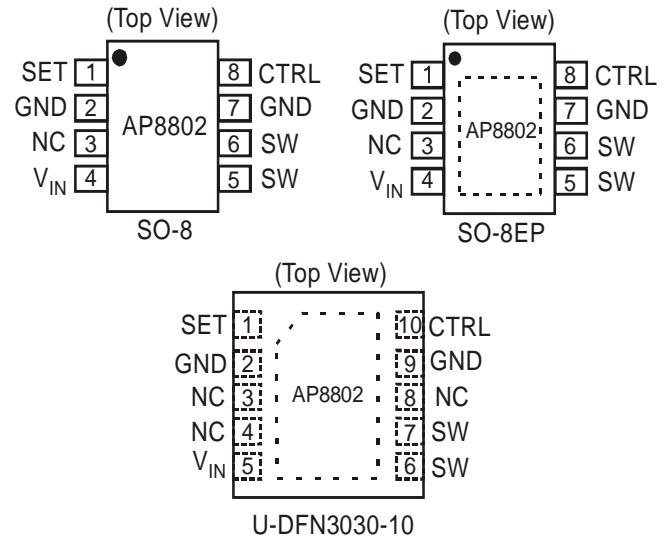 (Top View) (Top View)
SET 1 8 CTRL SET 1 8 CTRL
GND 2 7 GND GND 2 7 GND
AP8802 AP8802
NC 3 6 SW NC 3 6 SW
VIN 4 5 SW VIN 4 5 SW
SO-8 SO-8EP
(Top View)
SET 1 10 CTRL
GND 2 9 GND
NC 3 AP8802 8 NC
NC 4 7 SW
VIN 5 6 SW
U-DFN3030-10